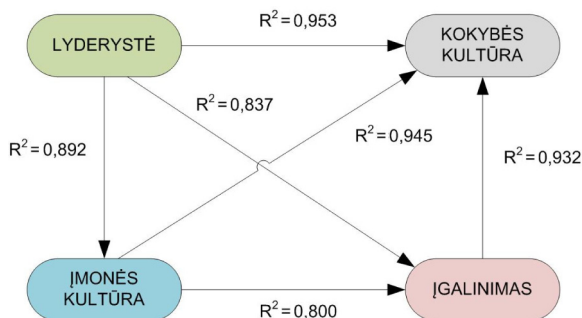 R² = 0,953
LYDERYSTĖ
KOKYBĖS
KULTŪRA
R² = 0,837
R² = 0,945
R² = 0,892
R² = 0,932
ĮMONĖS
KULTŪRA
ĮGALINIMAS
R² = 0,800